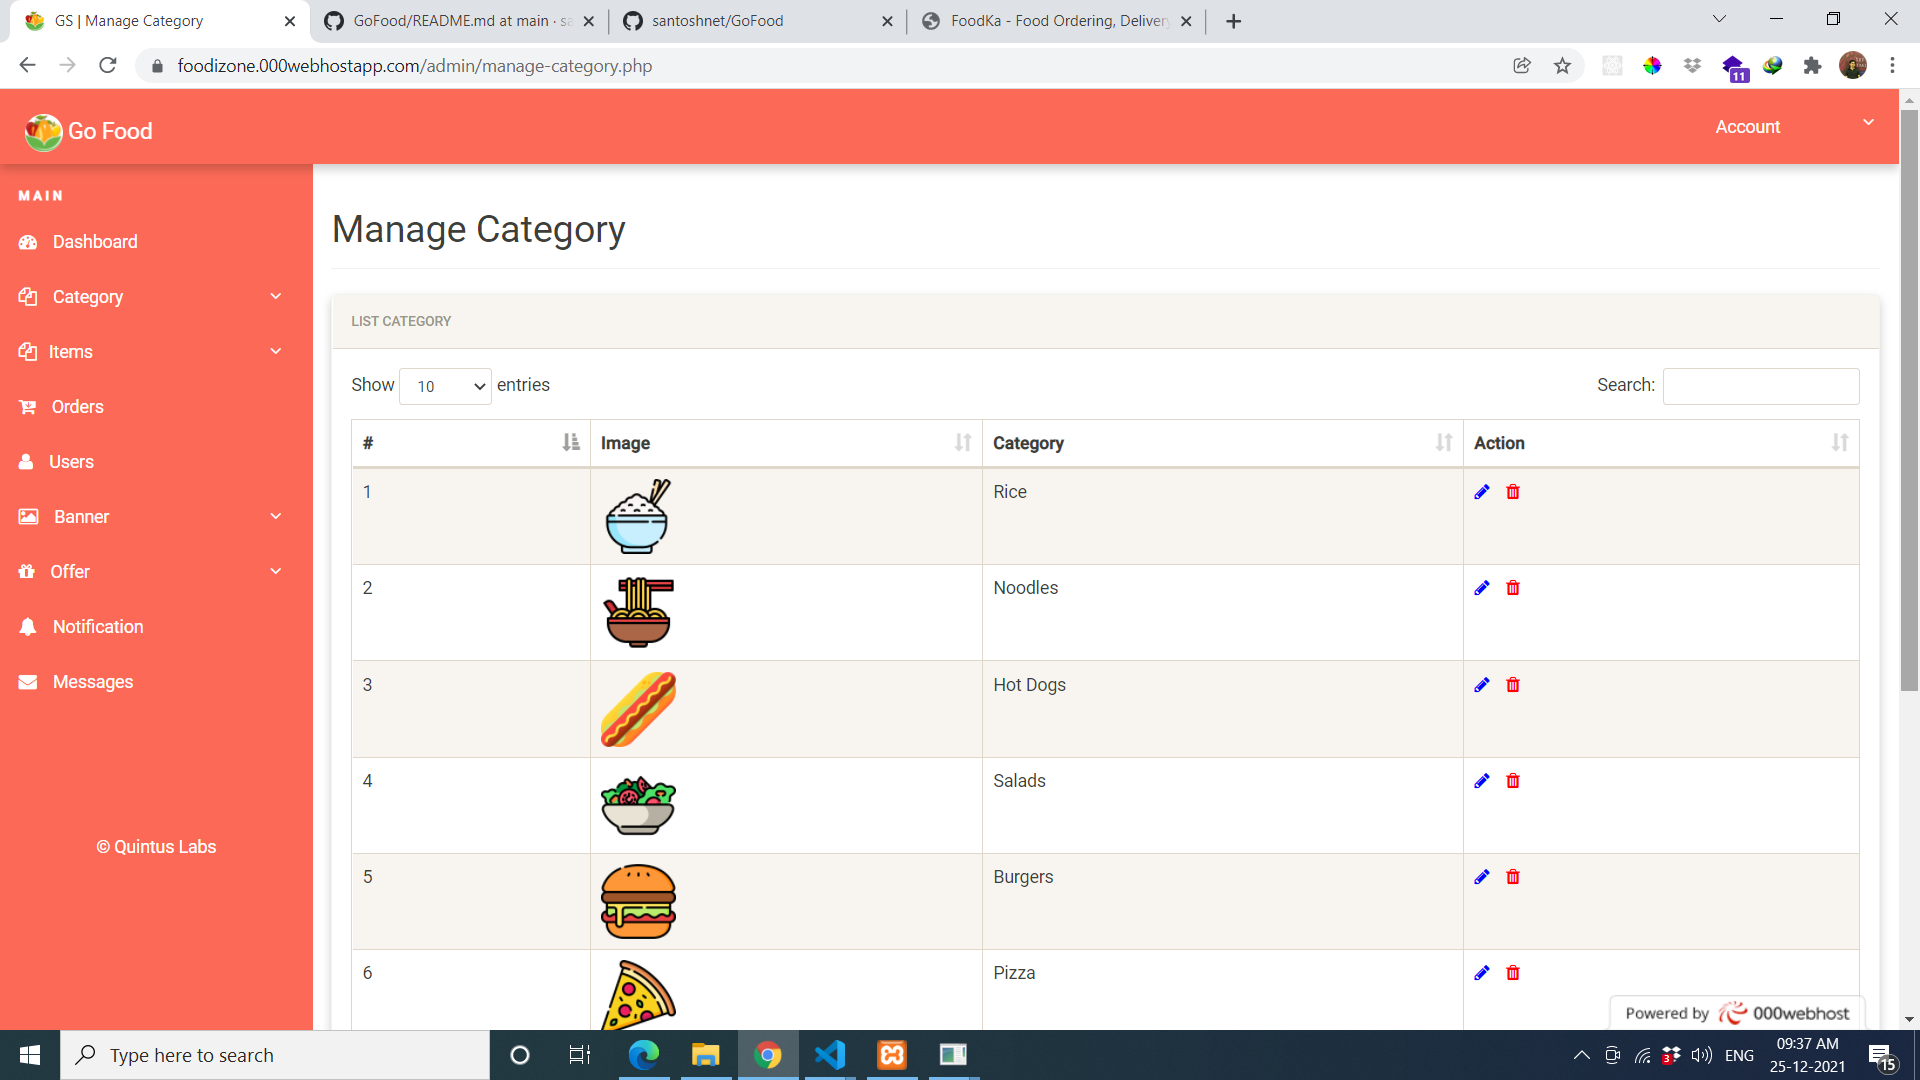 GS | Manage Category
GoFood/README.md at main · sa
santoshnet/GoFood
FoodKa - Food Ordering, Delivery
foodizone.000webhostapp.com/admin/manage-category.php
11
Go Food
Account
MAIN
Dashboard
Category
Items
Orders
Users
Banner
Offer
Notification
Messages
© Quintus Labs
Manage Category
LIST CATEGORY
Show 10 entries
Search:
# Image Category Action
1 Rice
2 Noodles
3 Hot Dogs
4 Salads
5 Burgers
6 Pizza
Powered by 000webhost
Type here to search
3
ENG
09:37 AM
25-12-2021
15